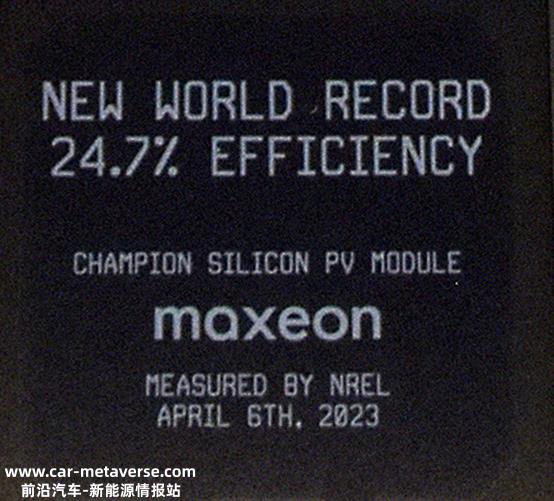 NEW WORLD RECORD
24.7% EFFICIENCY
CHAMPION SILICON PV MODULE
maxeon
MEASURED BY NREL
APRIL 6TH. 2023
www.car-metaverse.com
前沿汽车-新能源情报站